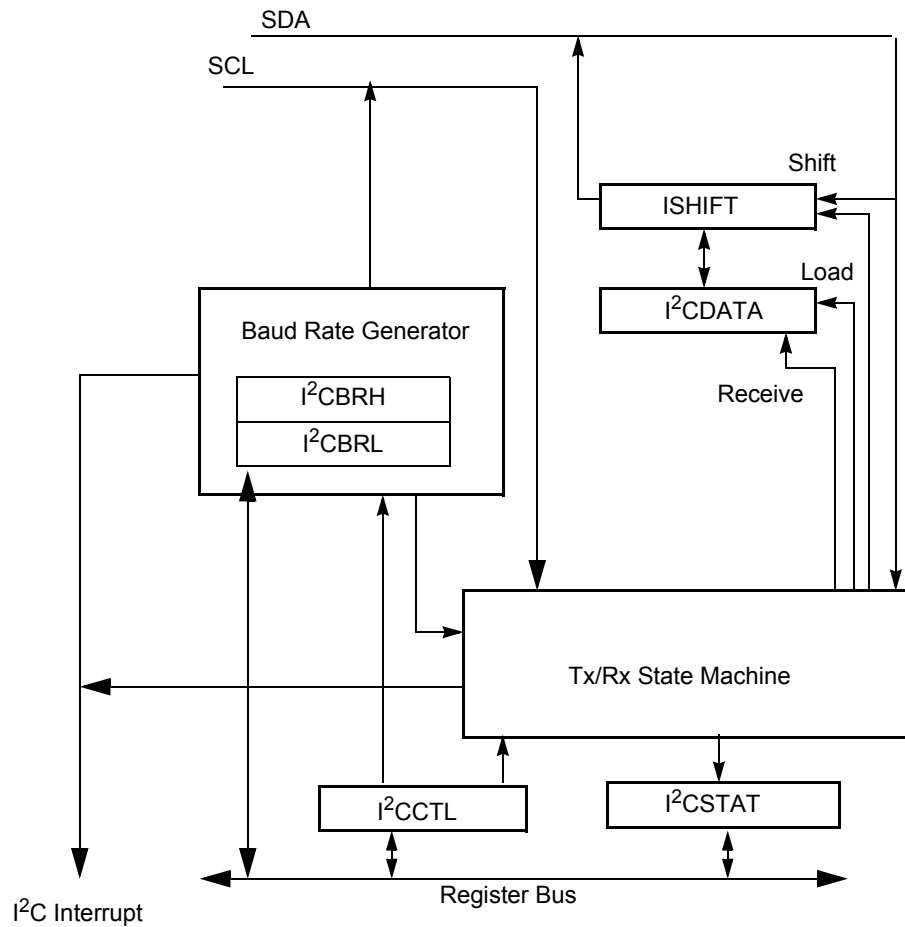 SDA
SCL
Shift
ISHIFT
Load
I²CDATA
Baud Rate Generator
I²CBRH
Receive
I²CBRL
Tx/Rx State Machine
I²CCTL
I²CSTAT
Register Bus
I²C Interrupt